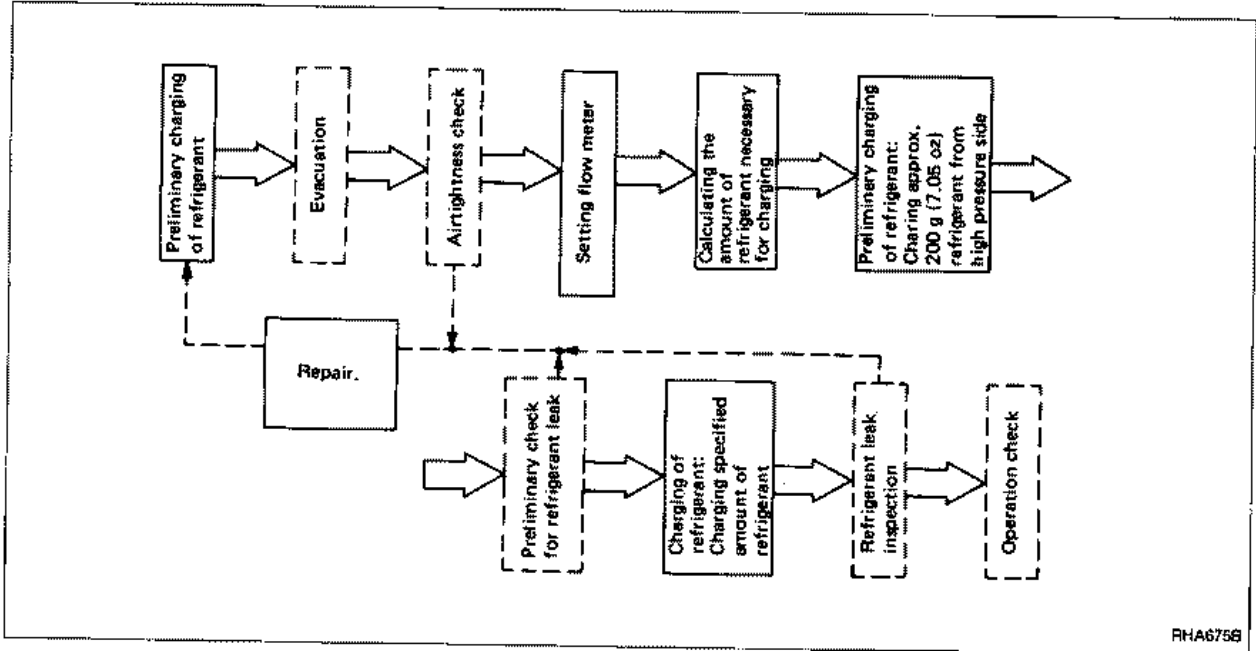 Preliminary charging
of refrigerant
Evacuation
Airtightness check
Setting flow meter
Calculating the
amount of
refrigerant necessary
for charging
Preliminary charging
of refrigerant:
Charing approx.
200 g (7.05 oz)
refrigerant from
high pressure side
Repair.
Preliminary check
for refrigerant leak
Charging of
refrigerant:
Charging specified
amount of
refrigerant
Refrigerant leak
inspection
Operation check
RHA675B